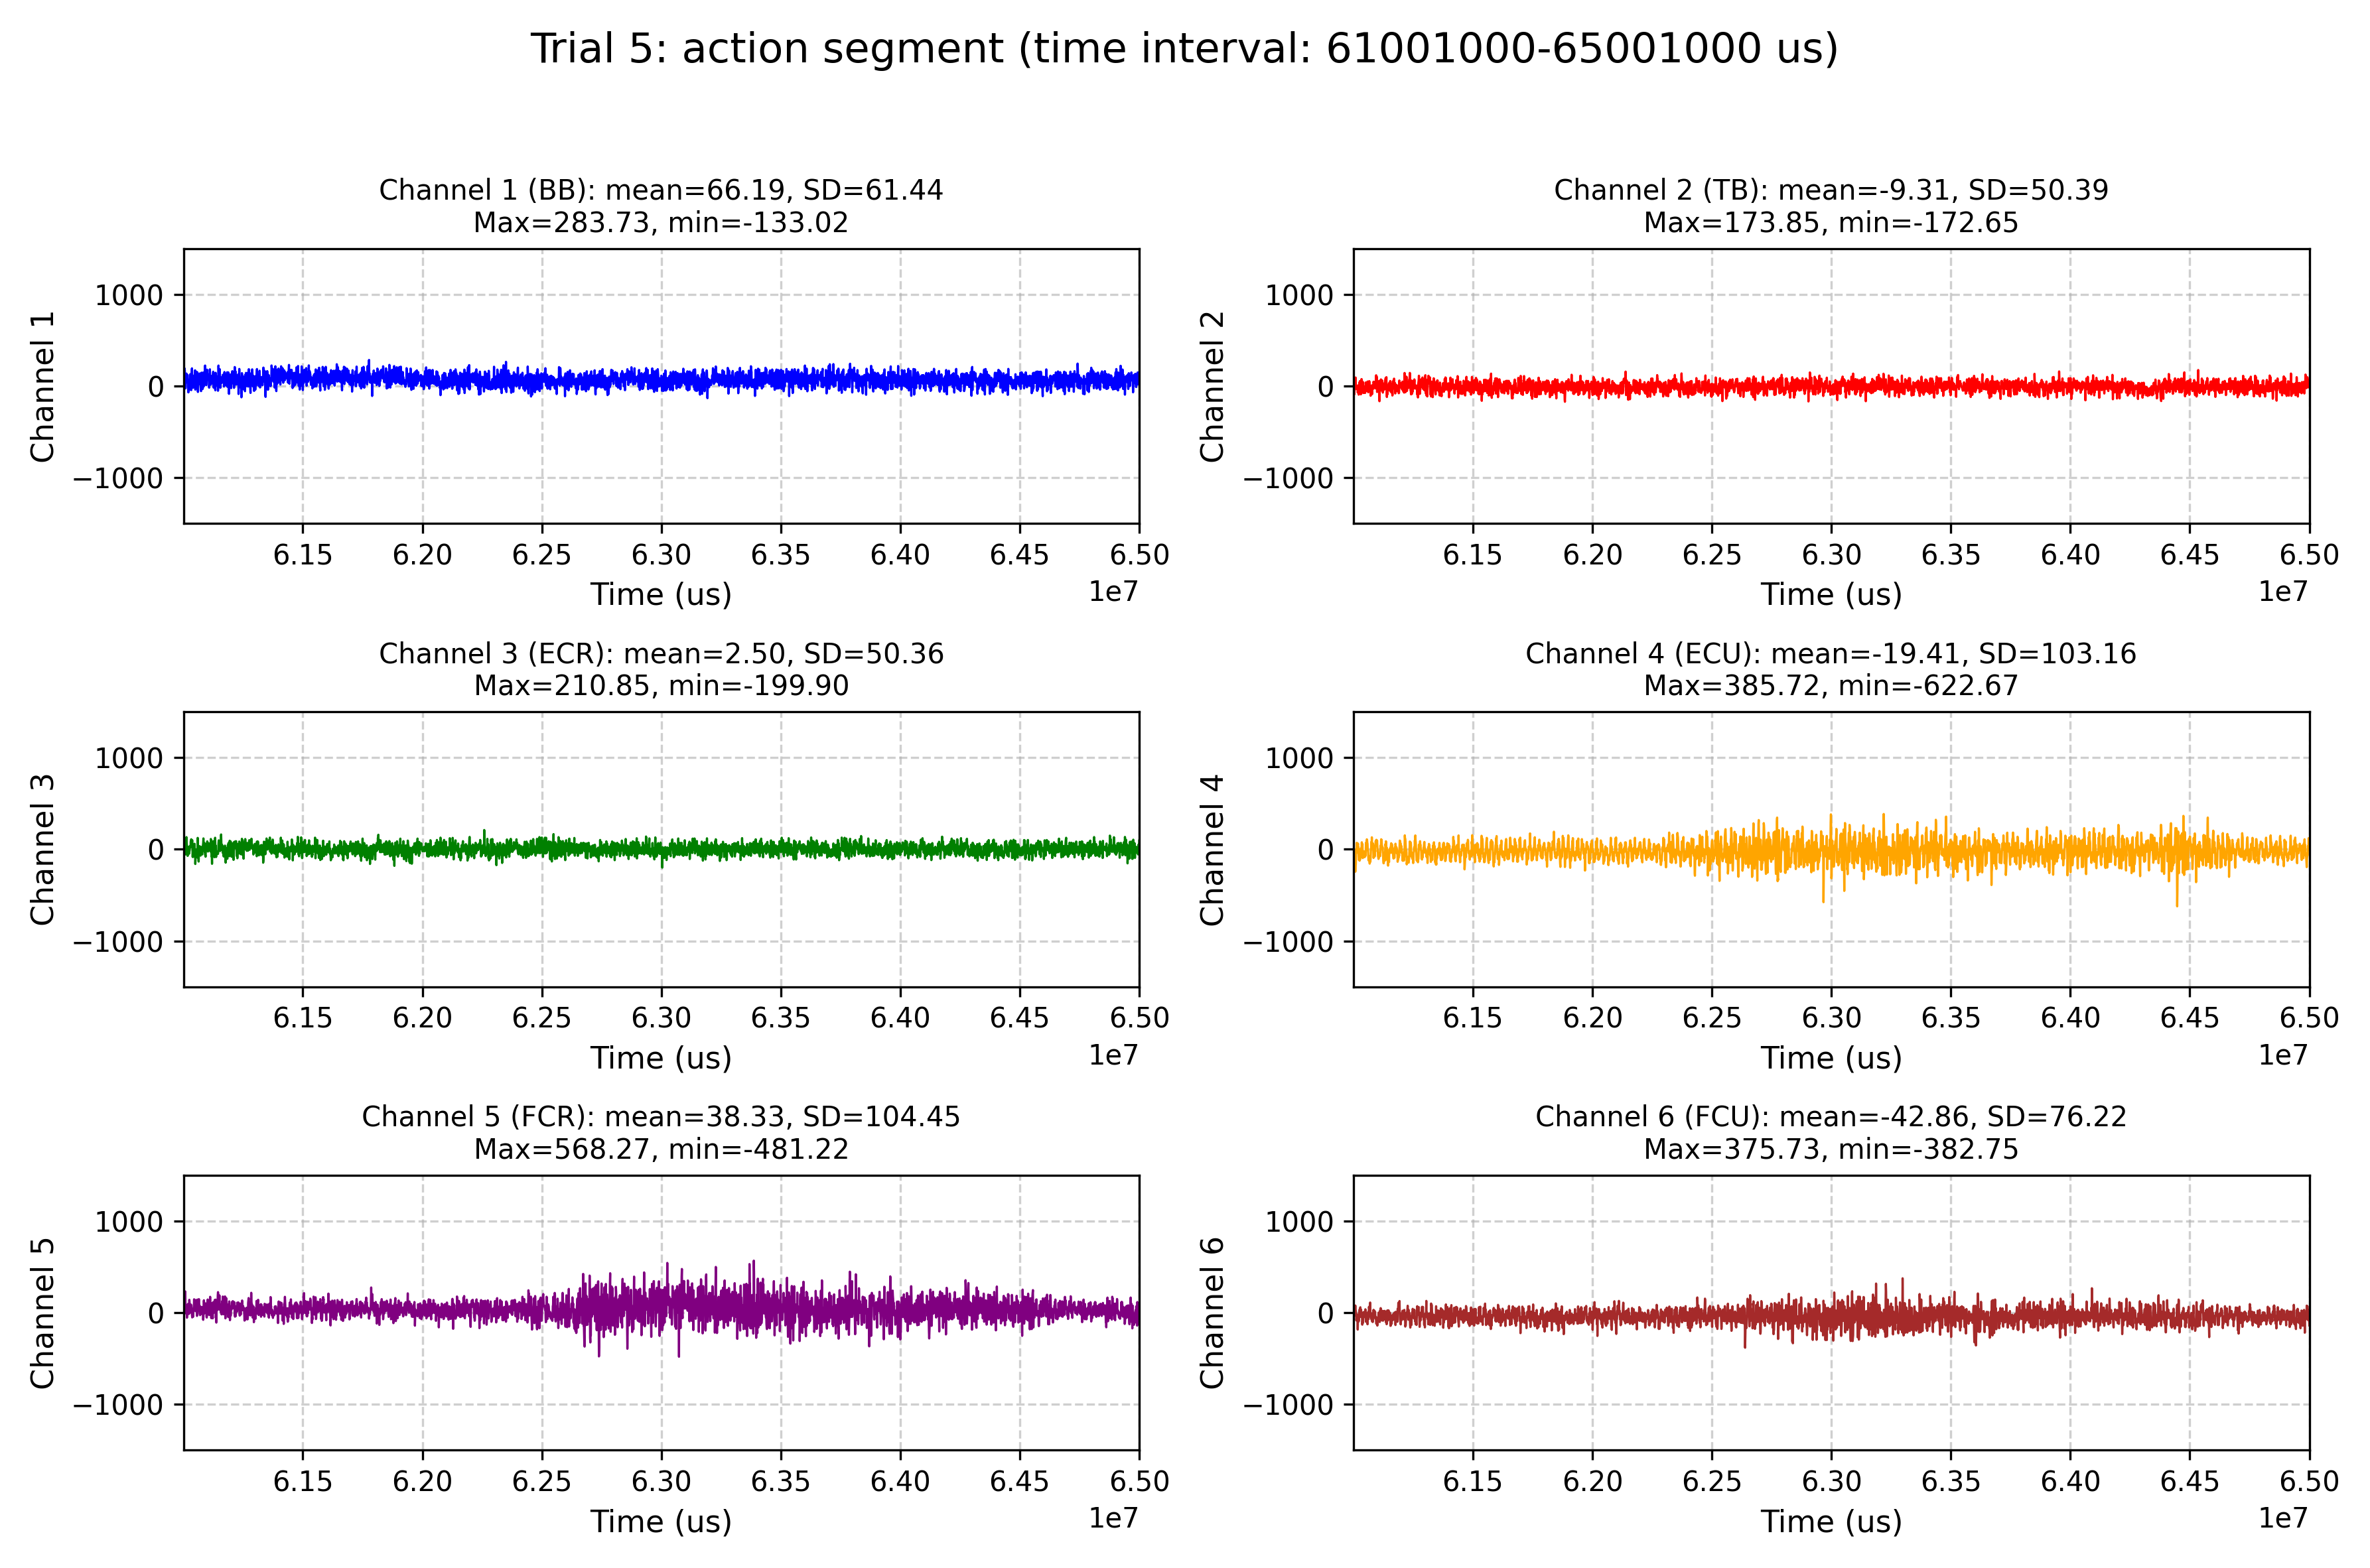 Trial 5: action segment (time interval: 61001000-65001000 us)
Channel 1 (BB): mean=66.19, SD=61.44
Max=283.73, min=-133.02
1000
0
−1000
Channel 1
6.15 6.20 6.25 6.30 6.35 6.40 6.45 6.50
Time (us)
1e7
Channel 2 (TB): mean=-9.31, SD=50.39
Max=173.85, min=-172.65
1000
0
−1000
Channel 2
6.15 6.20 6.25 6.30 6.35 6.40 6.45 6.50
Time (us)
1e7
Channel 3 (ECR): mean=2.50, SD=50.36
Max=210.85, min=-199.90
1000
0
−1000
Channel 3
6.15 6.20 6.25 6.30 6.35 6.40 6.45 6.50
Time (us)
1e7
Channel 4 (ECU): mean=-19.41, SD=103.16
Max=385.72, min=-622.67
1000
0
−1000
Channel 4
6.15 6.20 6.25 6.30 6.35 6.40 6.45 6.50
Time (us)
1e7
Channel 5 (FCR): mean=38.33, SD=104.45
Max=568.27, min=-481.22
1000
0
−1000
Channel 5
6.15 6.20 6.25 6.30 6.35 6.40 6.45 6.50
Time (us)
1e7
Channel 6 (FCU): mean=-42.86, SD=76.22
Max=375.73, min=-382.75
1000
0
−1000
Channel 6
6.15 6.20 6.25 6.30 6.35 6.40 6.45 6.50
Time (us)
1e7